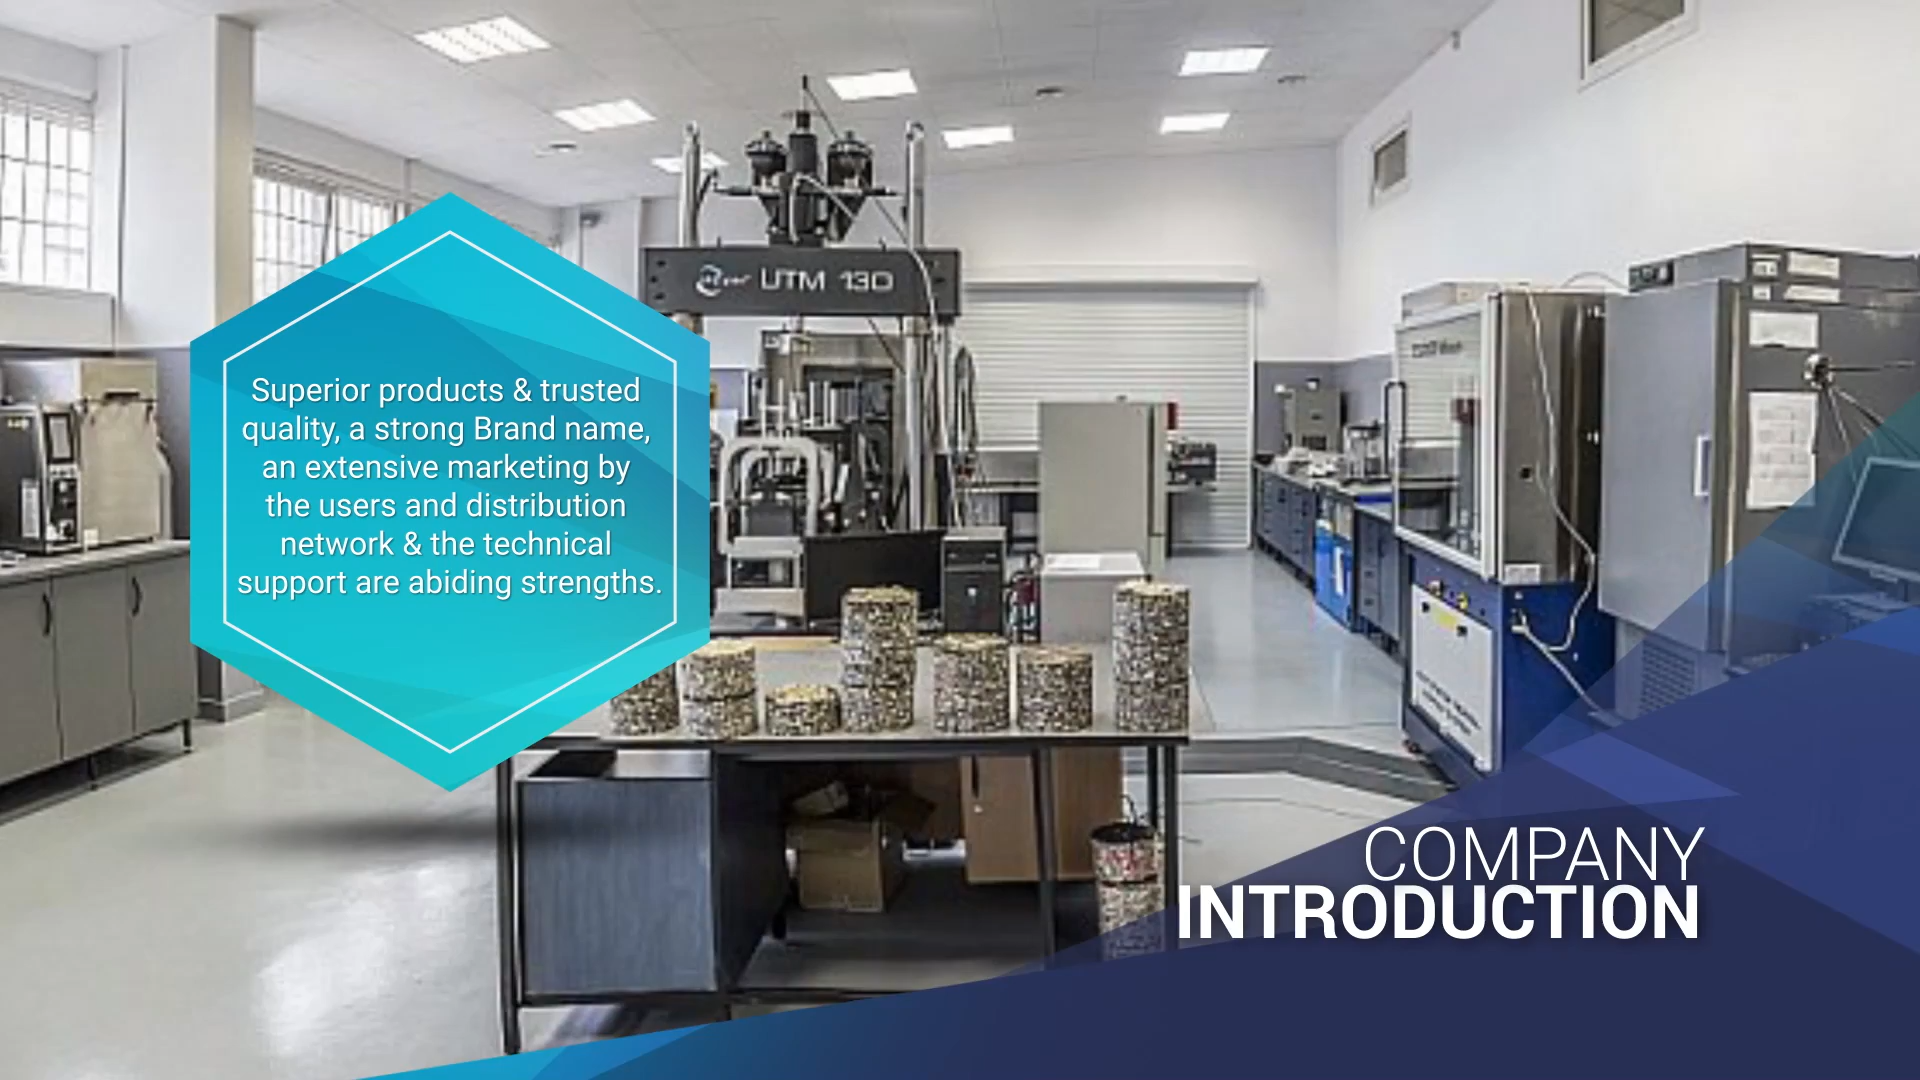 UTM 130
Superior products & trusted
quality, a strong Brand name,
an extensive marketing by
the users and distribution
network & the technical
support are abiding strengths.
COMPANY
INTRODUCTION